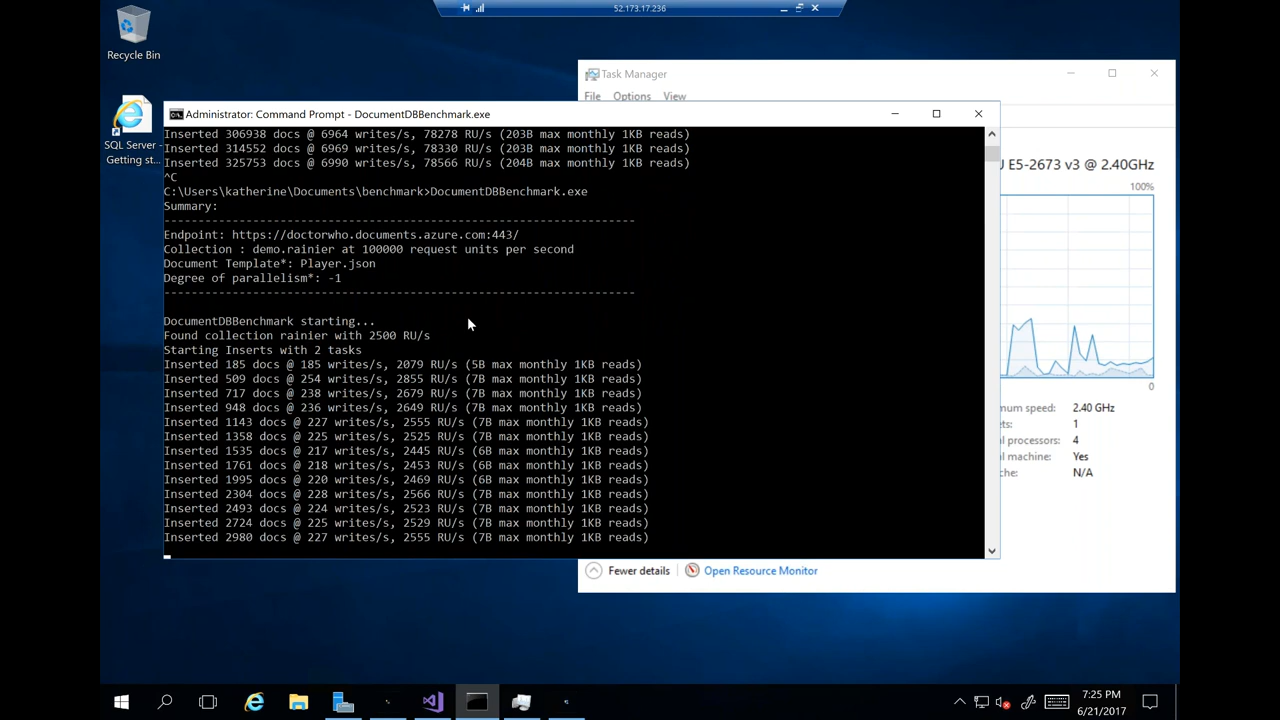 52.173.17.236
Recycle Bin
SQL Server -
Getting st...
Task Manager
File Options View
U E5-2673 v3 @ 2.40GHz
100%
0
mum speed: 2.40 GHz
ets: 1
al processors: 4
al machine: Yes
che: N/A
Fewer details
Open Resource Monitor
Administrator: Command Prompt - DocumentDBBenchmark.exe
Inserted 306938 docs @ 6964 writes/s, 78278 RU/s (203B max monthly 1KB reads)
Inserted 314552 docs @ 6969 writes/s, 78330 RU/s (203B max monthly 1KB reads)
Inserted 325753 docs @ 6990 writes/s, 78566 RU/s (204B max monthly 1KB reads)
^C
C:\Users\katherine\Documents\benchmark>DocumentDBBenchmark.exe
Summary:
---------------------------------------------------------------------
Endpoint: https://doctorwho.documents.azure.com:443/
Collection : demo.rainier at 100000 request units per second
Document Template*: Player.json
Degree of parallelism*: -1
---------------------------------------------------------------------
DocumentDBBenchmark starting...
Found collection rainier with 2500 RU/s
Starting Inserts with 2 tasks
Inserted 185 docs @ 185 writes/s, 2079 RU/s (5B max monthly 1KB reads)
Inserted 509 docs @ 254 writes/s, 2855 RU/s (7B max monthly 1KB reads)
Inserted 717 docs @ 238 writes/s, 2679 RU/s (7B max monthly 1KB reads)
Inserted 948 docs @ 236 writes/s, 2649 RU/s (7B max monthly 1KB reads)
Inserted 1143 docs @ 227 writes/s, 2555 RU/s (7B max monthly 1KB reads)
Inserted 1358 docs @ 225 writes/s, 2525 RU/s (7B max monthly 1KB reads)
Inserted 1535 docs @ 217 writes/s, 2445 RU/s (6B max monthly 1KB reads)
Inserted 1761 docs @ 218 writes/s, 2453 RU/s (6B max monthly 1KB reads)
Inserted 1995 docs @ 220 writes/s, 2469 RU/s (6B max monthly 1KB reads)
Inserted 2304 docs @ 228 writes/s, 2566 RU/s (7B max monthly 1KB reads)
Inserted 2493 docs @ 224 writes/s, 2523 RU/s (7B max monthly 1KB reads)
Inserted 2724 docs @ 225 writes/s, 2529 RU/s (7B max monthly 1KB reads)
Inserted 2980 docs @ 227 writes/s, 2555 RU/s (7B max monthly 1KB reads)
7:25 PM
6/21/2017